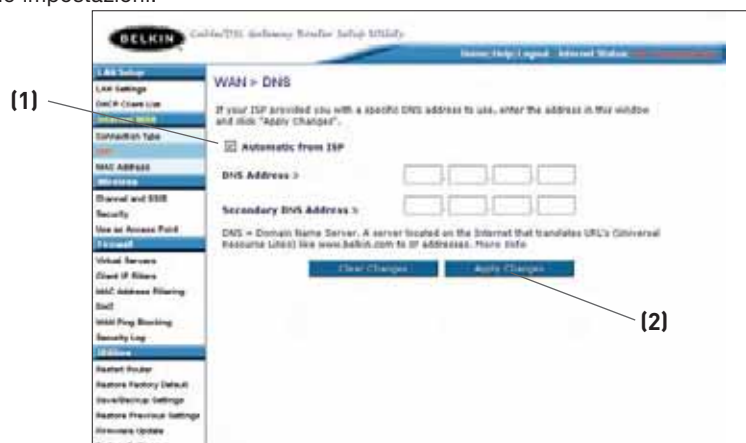 impostazioni.
BELKIN Cable/DSL Gateway Router Setup Utility
Home | Help | Logout Internet Status:
LAN Setup
LAN Settings
DHCP Client List
Internet WAN
Connection Type
DNS
MAC Address
Wireless
Channel and SSID
Security
Use as Access Point
Firewall
Virtual Servers
Client IP Filters
MAC Address Filtering
DMZ
WAN Ping Blocking
Security Log
Utilities
Restart Router
Restore Factory Default
Save/Backup Settings
Restore Previous Settings
Firmware Update
WAN > DNS
If your ISP provided you with a specific DNS address to use, enter the address in this window
and click "Apply Changes".
(1)
Automatic from ISP
DNS Address >
Secondary DNS Address >
DNS = Domain Name Server. A server located on the Internet that translates URL's (Universal
Resource Links) like www.belkin.com to IP addresses. More Info
Clear Changes Apply Changes
(2)